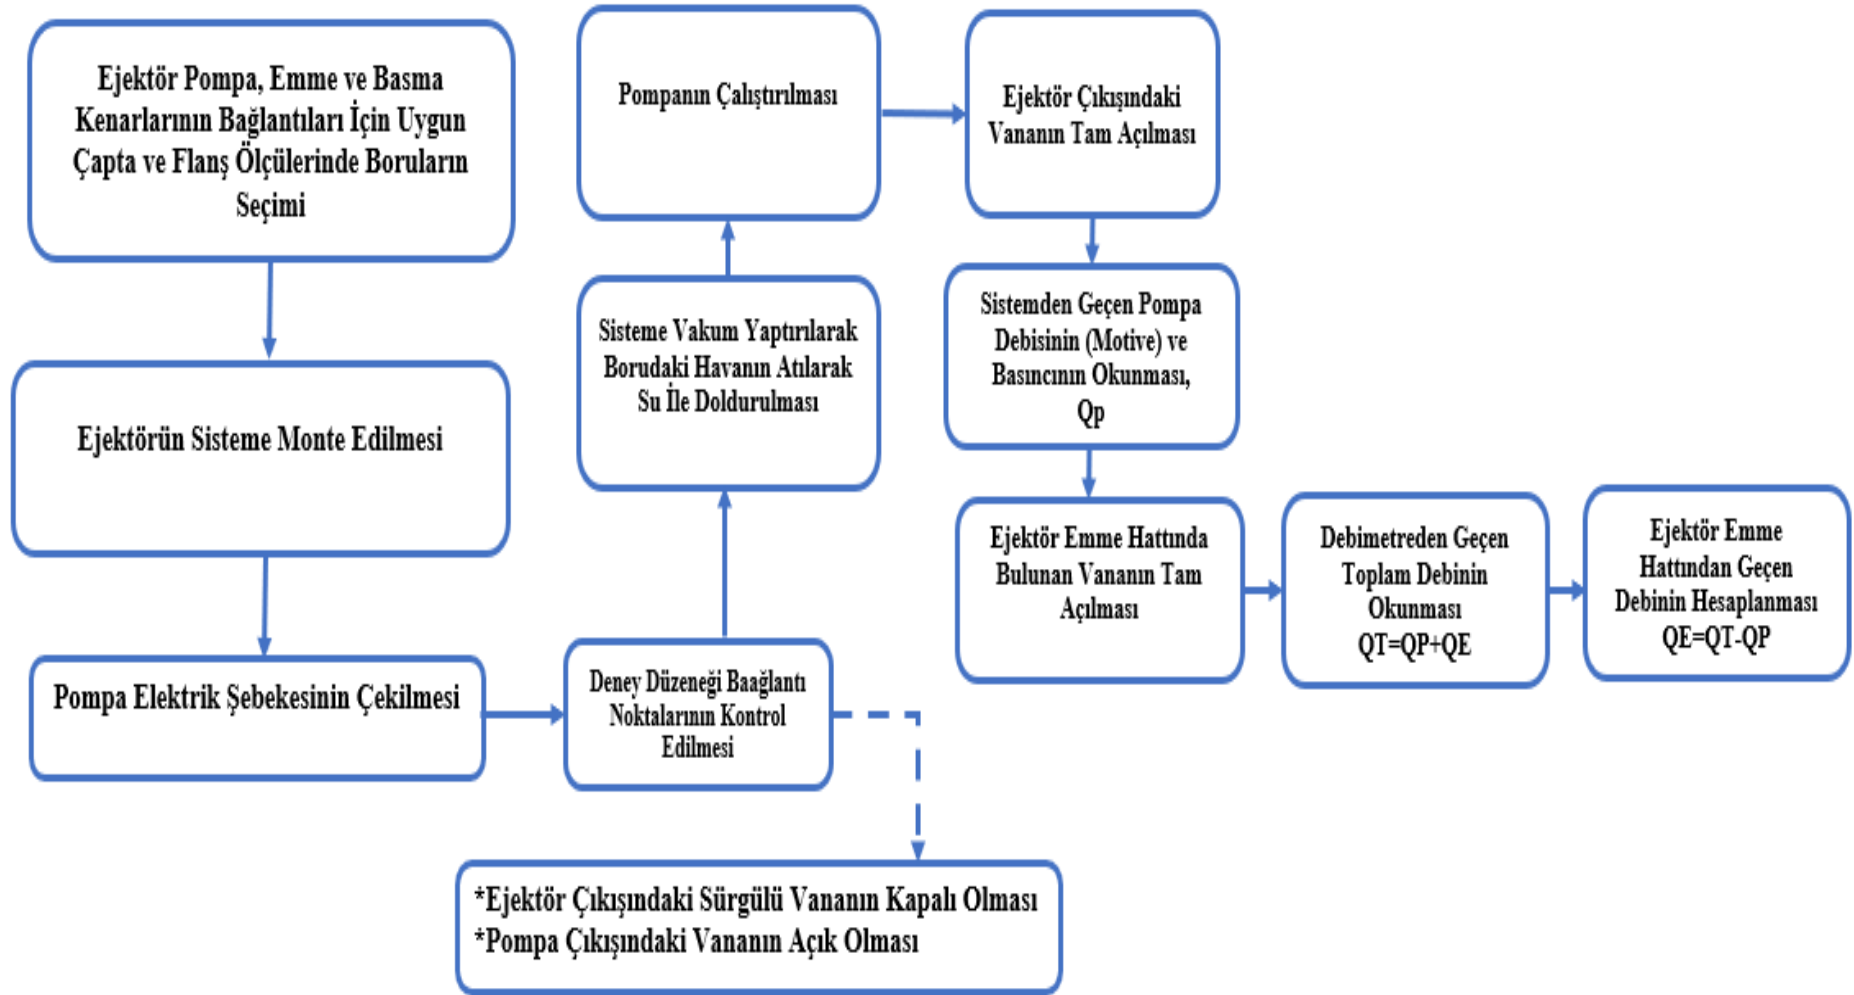 Ejektör Pompa, Emme ve Basma
Kenarlarının Bağlantıları İçin Uygun
Çapta ve Flanş Ölçülerinde Boruların
Seçimi
Ejektörün Sisteme Monte Edilmesi
Pompa Elektrik Şebekesinin Çekilmesi
Deney Düzeneği Baağlantı
Noktalarının Kontrol
Edilmesi
*Ejektör Çıkışındaki Sürgülü Vananın Kapalı Olması
*Pompa Çıkışındaki Vananın Açık Olması
Sisteme Vakum Yaptırılarak
Borudaki Havanın Atılarak
Su İle Doldurulması
Pompanın Çalıştırılması
Ejektör Çıkışındaki
Vananın Tam Açılması
Sistemden Geçen Pompa
Debisinin (Motive) ve
Basıncının Okunması,
Qp
Ejektör Emme Hattında
Bulunan Vananın Tam
Açılması
Debimetreden Geçen
Toplam Debinin
Okunması
QT=QP+QE
Ejektör Emme
Hattından Geçen
Debinin Hesaplanması
QE=QT-QP